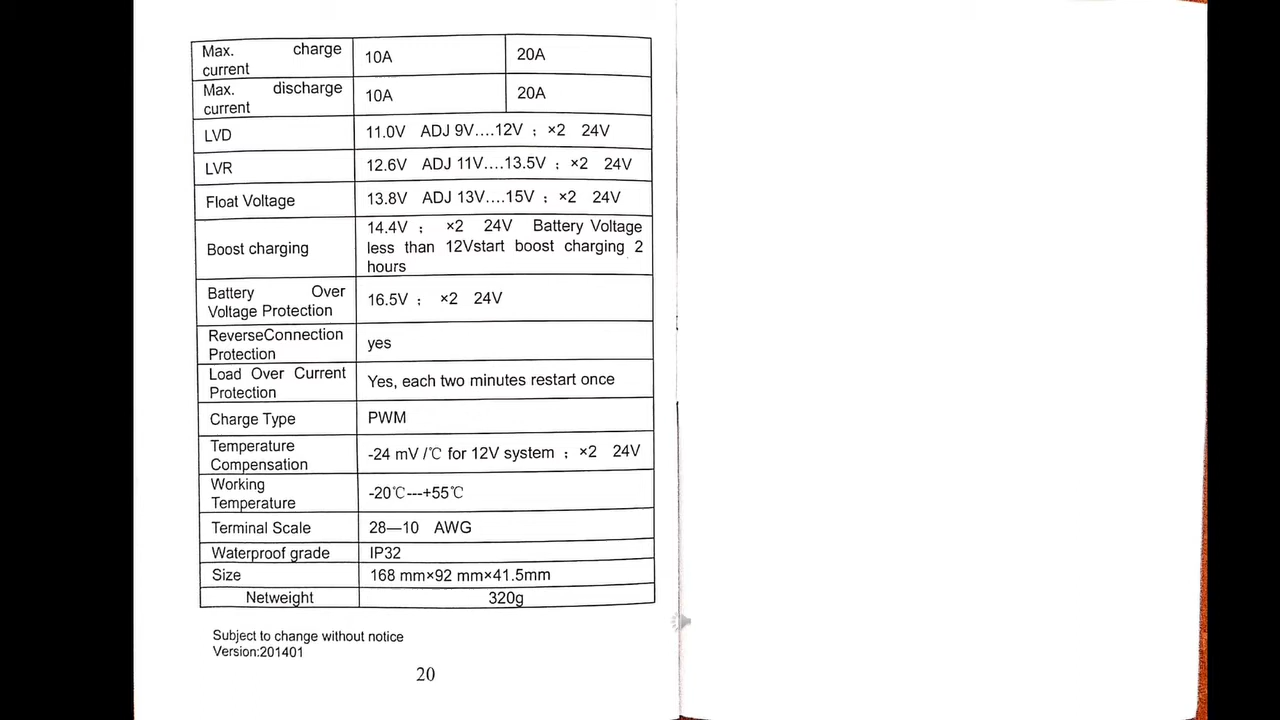 Max. charge current 10A 20A
Max. discharge current 10A 20A
LVD 11.0V ADJ 9V....12V ; ×2 24V
LVR 12.6V ADJ 11V....13.5V ; ×2 24V
Float Voltage 13.8V ADJ 13V....15V ; ×2 24V
Boost charging 14.4V ; ×2 24V Battery Voltage
less than 12Vstart boost charging 2
hours
Battery Over
Voltage Protection 16.5V ; ×2 24V
ReverseConnection
Protection yes
Load Over Current
Protection Yes, each two minutes restart once
Charge Type PWM
Temperature
Compensation -24 mV /℃ for 12V system ; ×2 24V
Working
Temperature -20℃---+55℃
Terminal Scale 28—10 AWG
Waterproof grade IP32
Size 168 mm×92 mm×41.5mm
Netweight 320g
Subject to change without notice
Version:201401
20